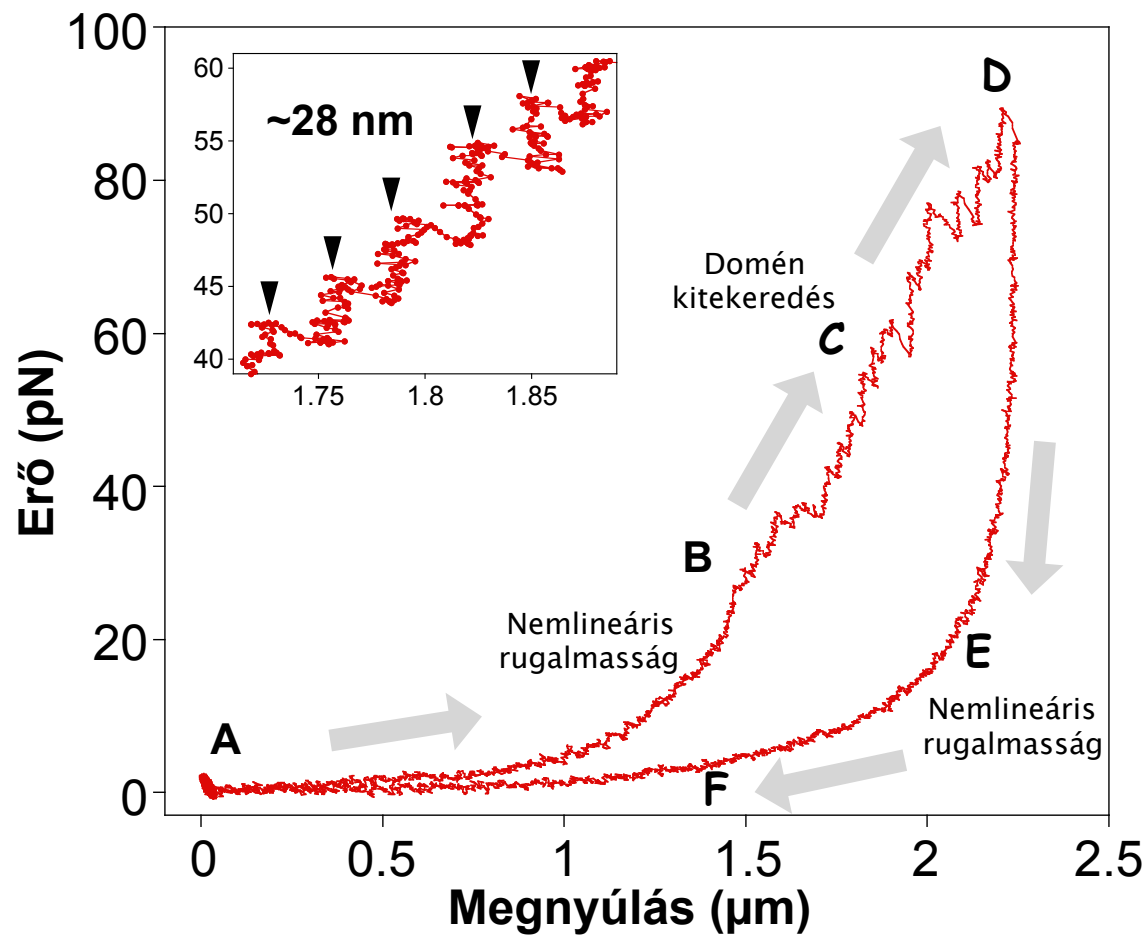 100
80
60
40
20
0
Erő (pN)
60
55
50
45
40
~28 nm
1.75
1.8
1.85
D
Domén
kitekeredés
C
B
Nemlineáris
rugalmasság
E
A
Nemlineáris
rugalmasság
F
0
0.5
1
1.5
2
2.5
Megnyúlás (µm)